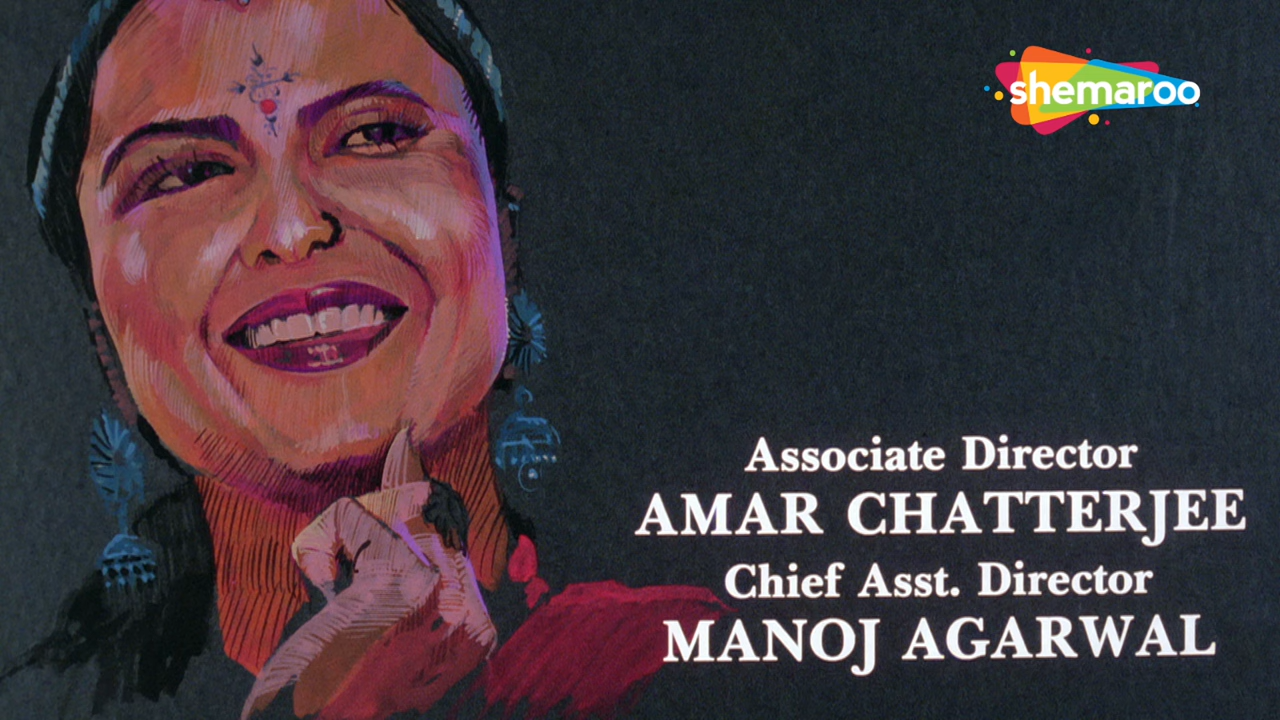 shemaroo
Associate Director
AMAR CHATTERJEE
Chief Asst. Director
MANOJ AGARWAL